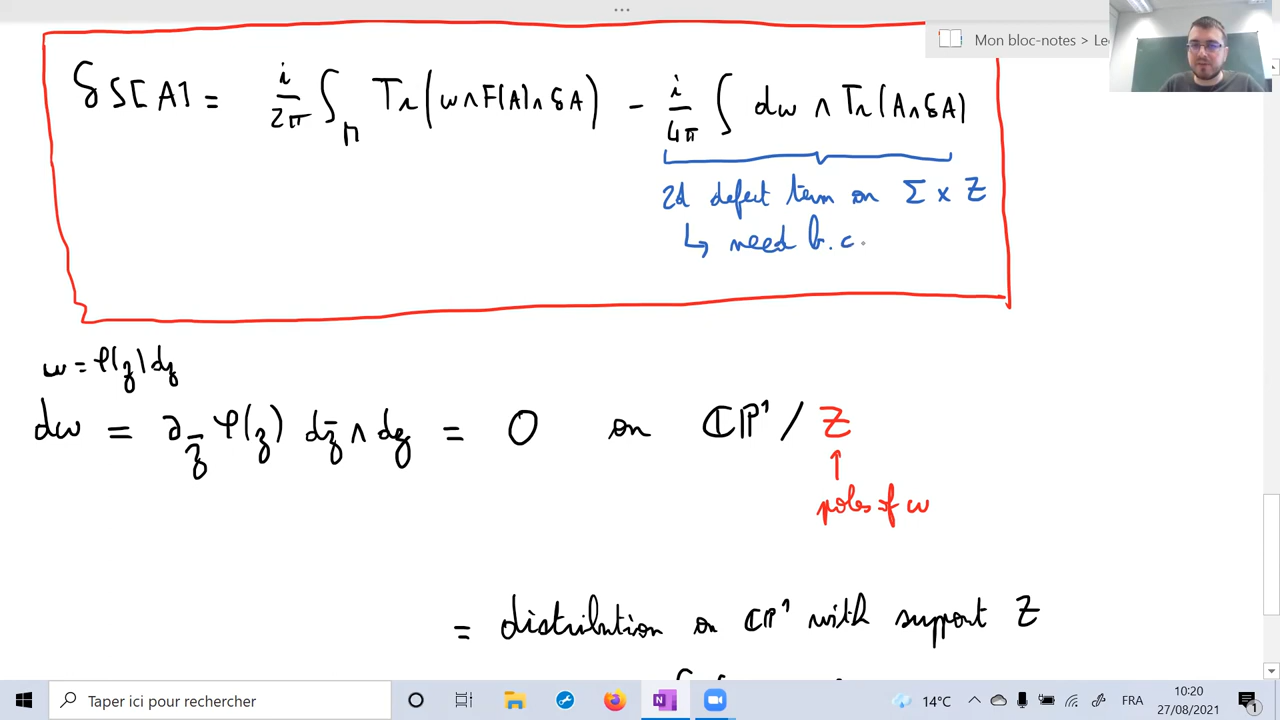 Mon bloc-notes > Le
δS[A] = i/2π ∫_M Tr(ω∧F(A)∧δA) - i/4π ∫ dω ∧ Tr(A∧δA)
2d defect term on Σ × Z
↳ need b.c.
ω = φ(z)dz
dω = ∂_z̄ φ(z) dz̄ ∧ dz = 0 on ℂℙ¹ / Z
↑
poles of ω
= distribution on ℂℙ¹ with support Z
Taper ici pour rechercher
14°C
FRA
10:20
27/08/2021
1